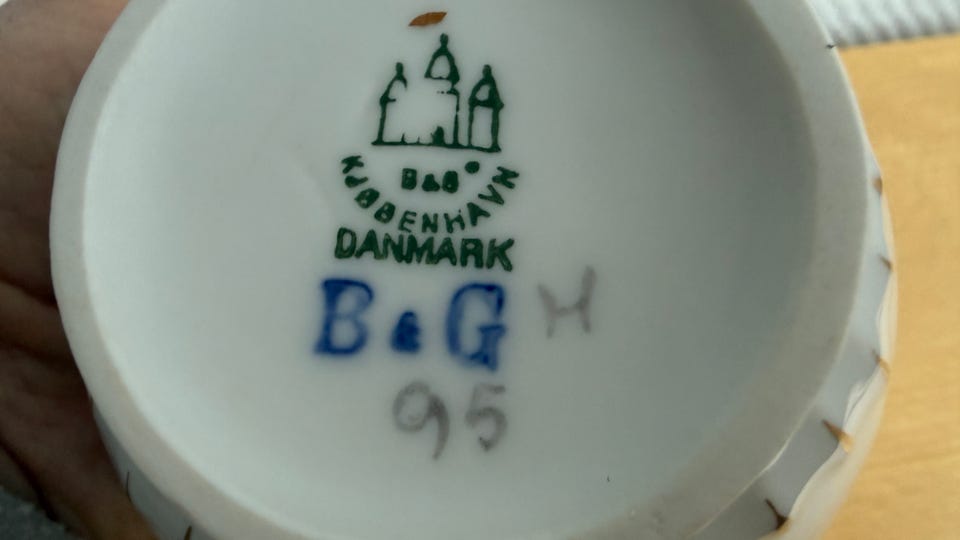 B&G
KJØBENHAVN
DANMARK
B&G H
95